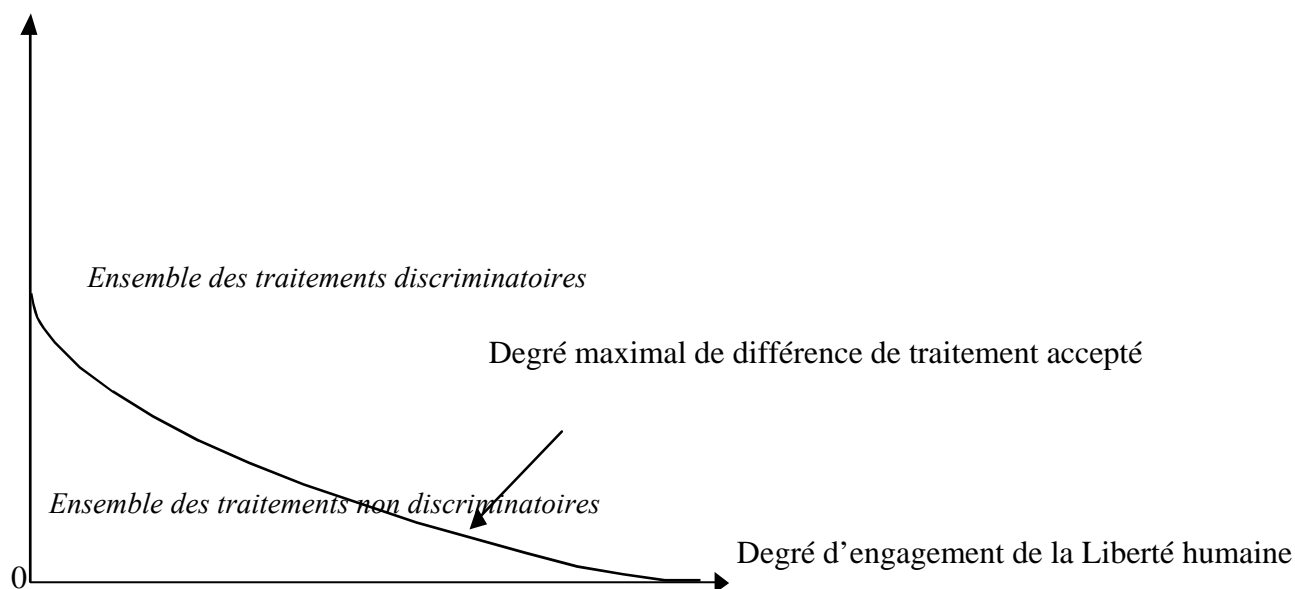 Ensemble des traitements discriminatoires
Degré maximal de différence de traitement accepté
Ensemble des traitements non discriminatoires
Degré d’engagement de la Liberté humaine
0